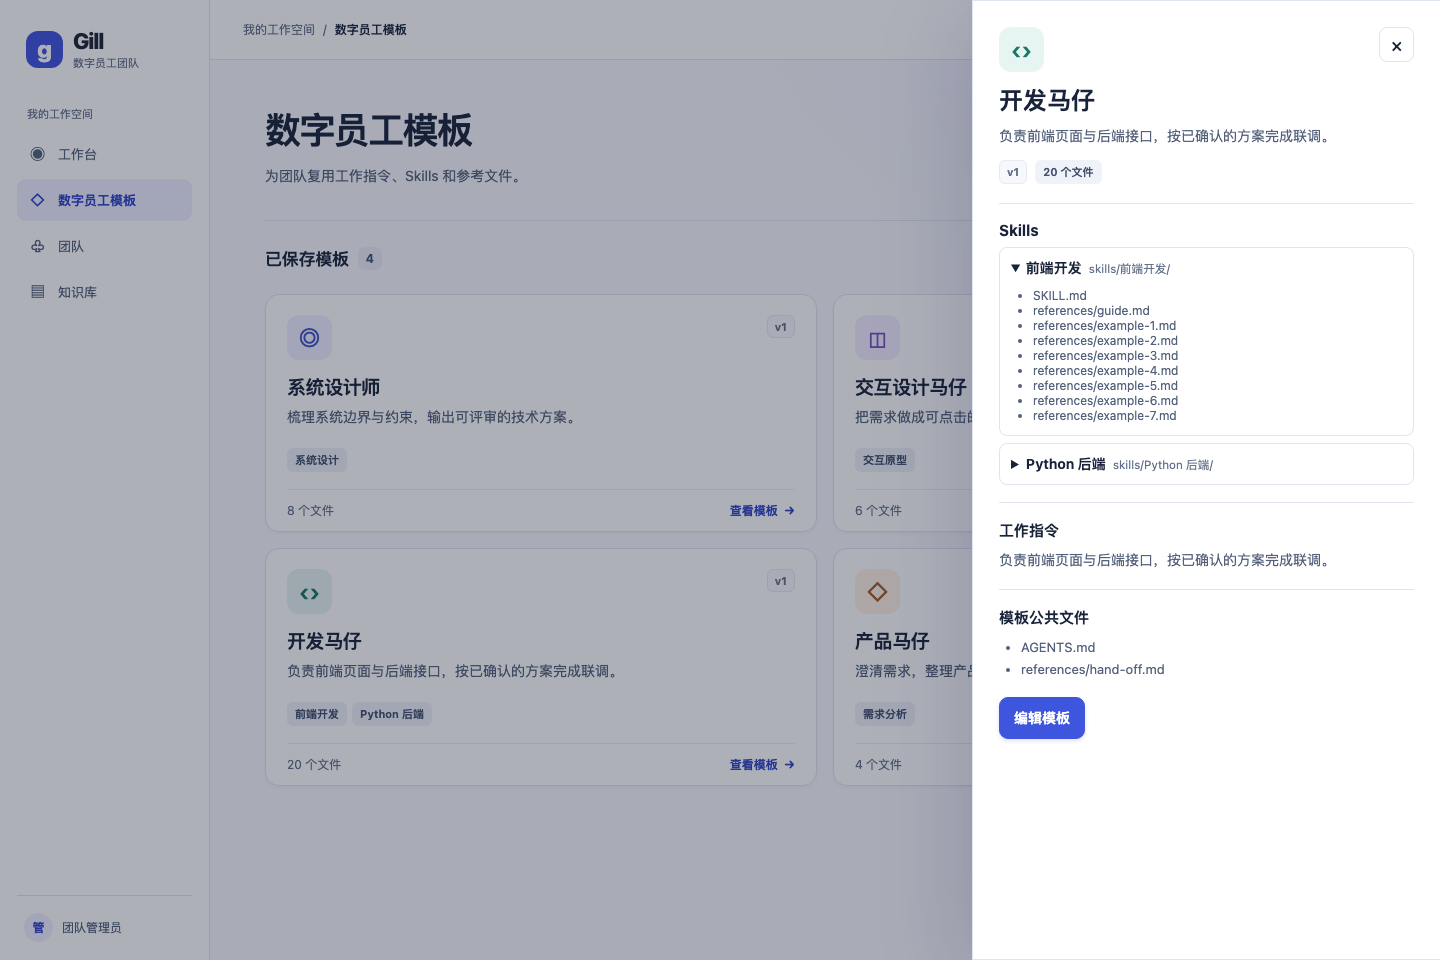 g
Gill
数字员工团队
我的工作空间
工作台
数字员工模板
团队
知识库
管 团队管理员
我的工作空间 / 数字员工模板
数字员工模板
为团队复用工作指令、Skills 和参考文件。
已保存模板 4
v1
系统设计师
梳理系统边界与约束，输出可评审的技术方案。
系统设计
8 个文件 查看模板 →
交互设计马仔
把需求做成可点击
交互原型
6 个文件
v1
开发马仔
负责前端页面与后端接口，按已确认的方案完成联调。
前端开发 Python 后端
20 个文件 查看模板 →
产品马仔
澄清需求，整理产
需求分析
4 个文件
开发马仔
负责前端页面与后端接口，按已确认的方案完成联调。
v1 20 个文件
Skills
▼ 前端开发 skills/前端开发/
• SKILL.md
• references/guide.md
• references/example-1.md
• references/example-2.md
• references/example-3.md
• references/example-4.md
• references/example-5.md
• references/example-6.md
• references/example-7.md
▶ Python 后端 skills/Python 后端/
工作指令
负责前端页面与后端接口，按已确认的方案完成联调。
模板公共文件
• AGENTS.md
• references/hand-off.md
编辑模板